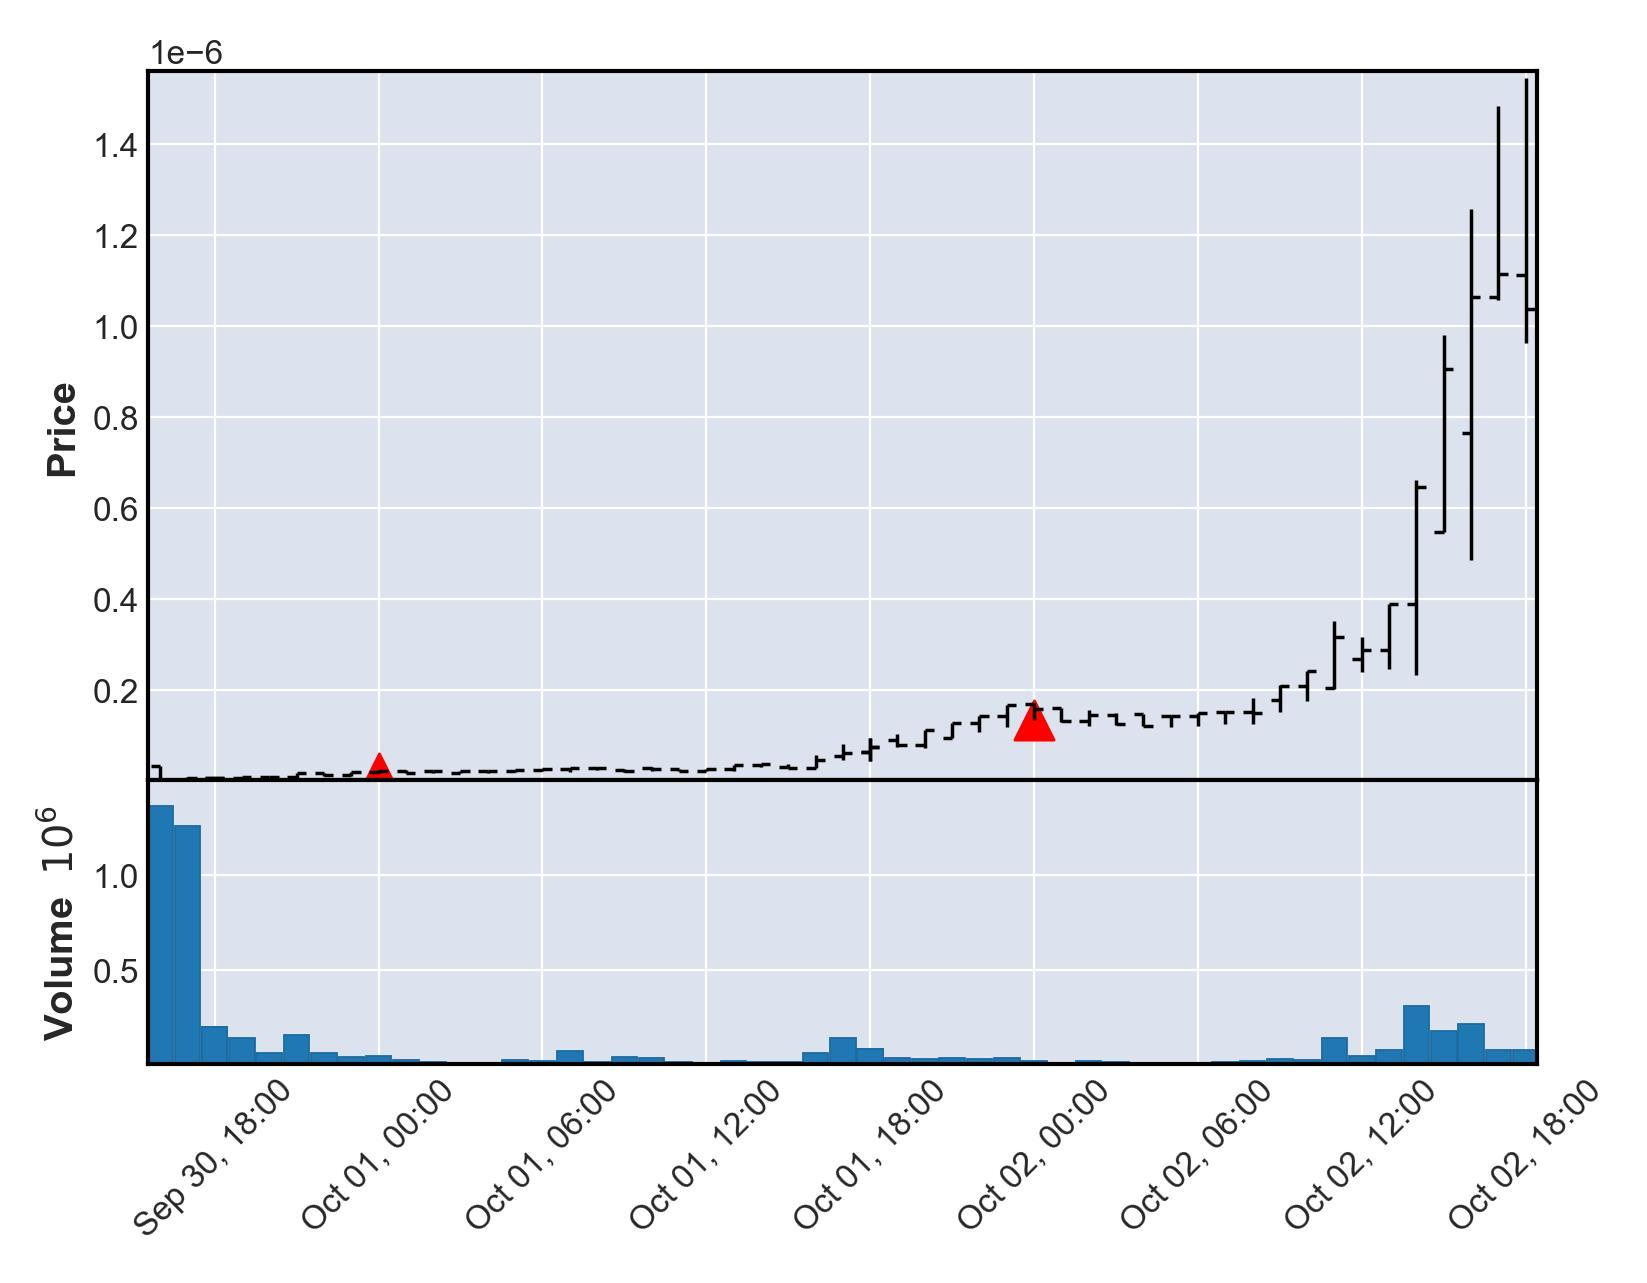 1e−6
1.4
1.2
1.0
0.8
0.6
0.4
0.2
Price
1.0
0.5
Volume 10⁶
Sep 30, 18:00
Oct 01, 00:00
Oct 01, 06:00
Oct 01, 12:00
Oct 01, 18:00
Oct 02, 00:00
Oct 02, 06:00
Oct 02, 12:00
Oct 02, 18:00